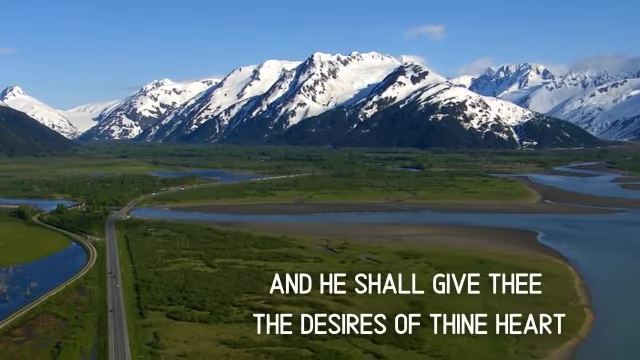 AND HE SHALL GIVE THEE
THE DESIRES OF THINE HEART